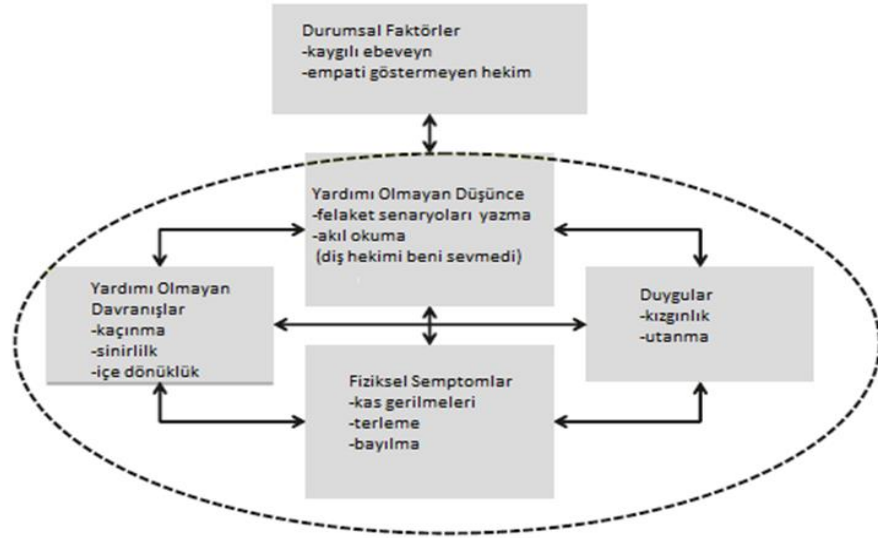 Durumsal Faktörler
-kaygılı ebeveyn
-empati göstermeyen hekim
Yardımı Olmayan Düşünce
-felaket senaryoları yazma
-akıl okuma
(diş hekimi beni sevmedi)
Yardımı Olmayan
Davranışlar
-kaçınma
-sinirlilk
-içe dönüklük
Duygular
-kızgınlık
-utanma
Fiziksel Semptomlar
-kas gerilmeleri
-terleme
-bayılma